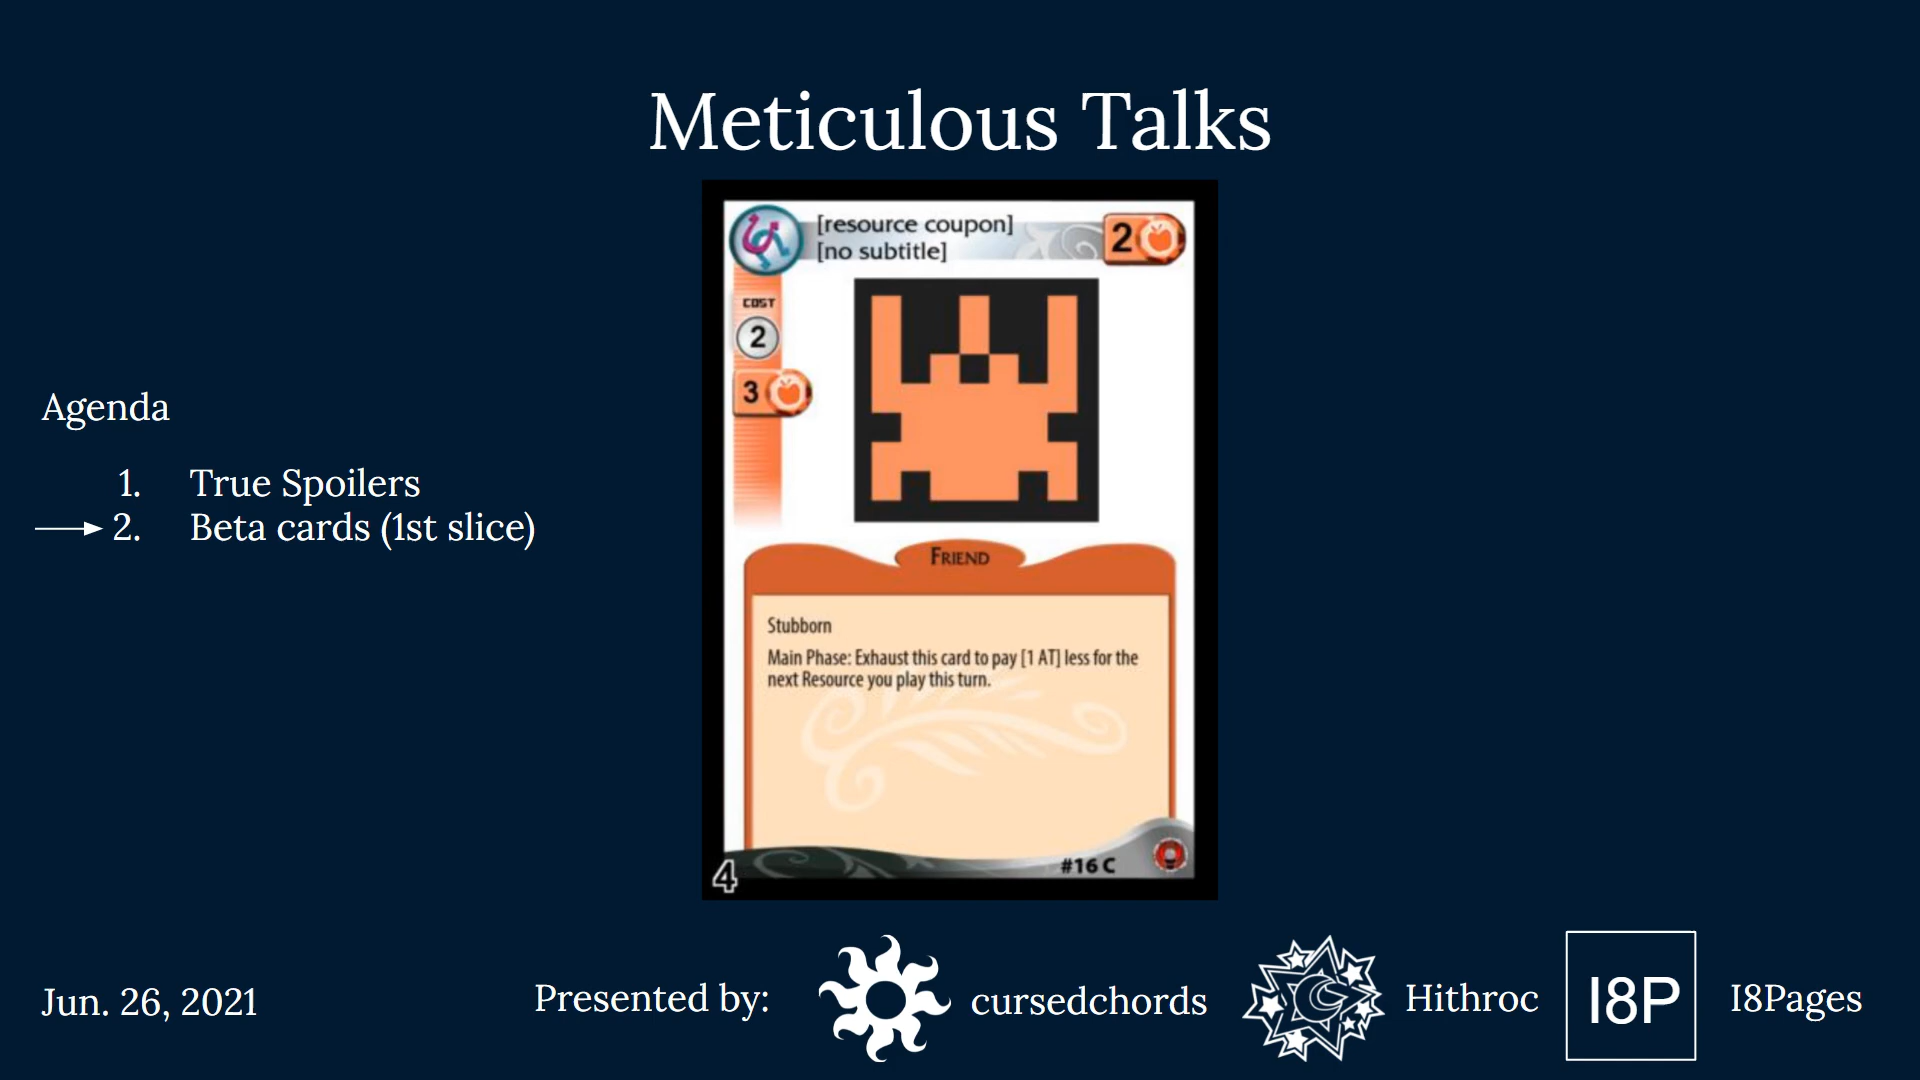 Meticulous Talks
[resource coupon]
[no subtitle]
2
COST
2
3
FRIEND
Stubborn
Main Phase: Exhaust this card to pay [1 AT] less for the
next Resource you play this turn.
#16 C
4
Agenda
1. True Spoilers
2. Beta cards (1st slice)
Jun. 26, 2021
Presented by:
cursedchords
Hithroc
I8P
I8Pages